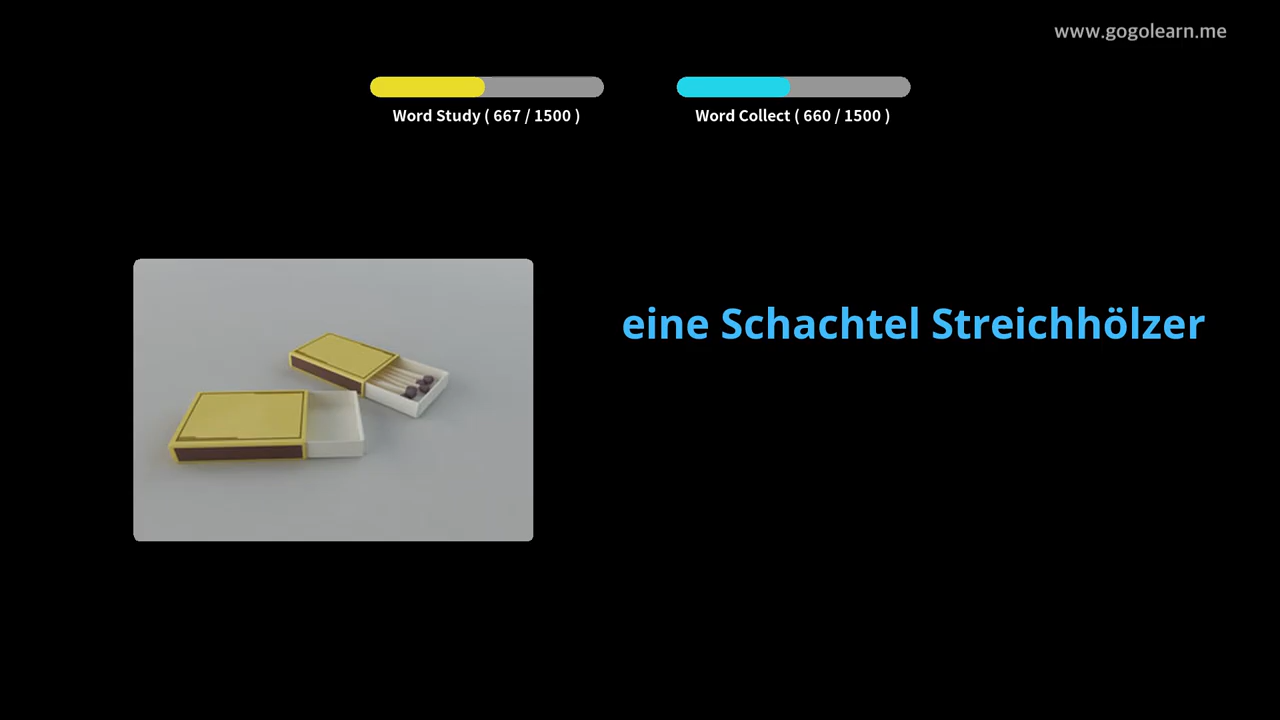 www.gogolearn.me
Word Study ( 667 / 1500 )
Word Collect ( 660 / 1500 )
eine Schachtel Streichhölzer